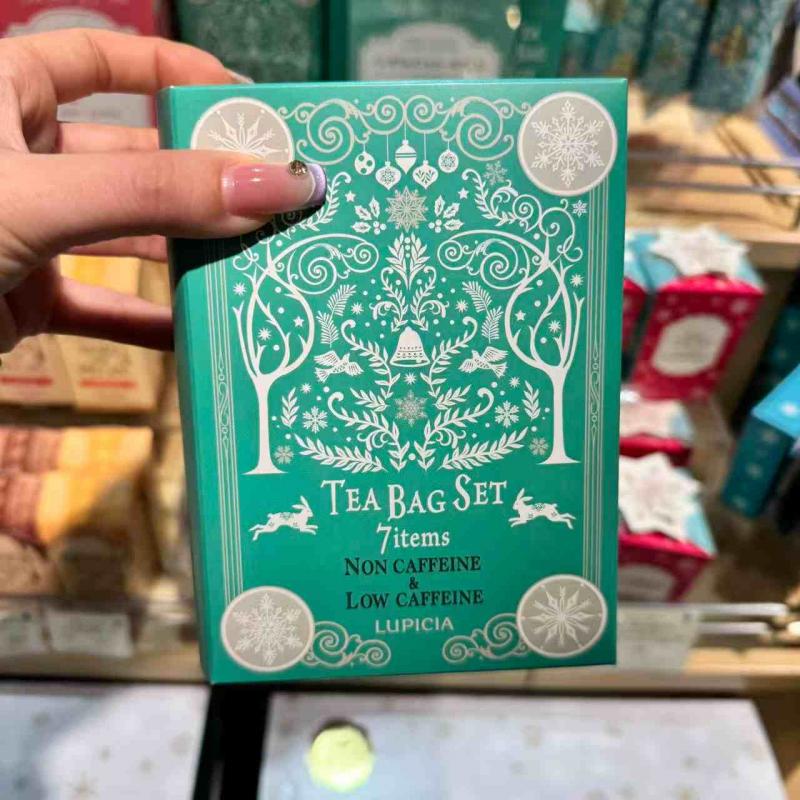 TEA BAG SET
7items
NON CAFFEINE
&
LOW CAFFEINE
LUPICIA